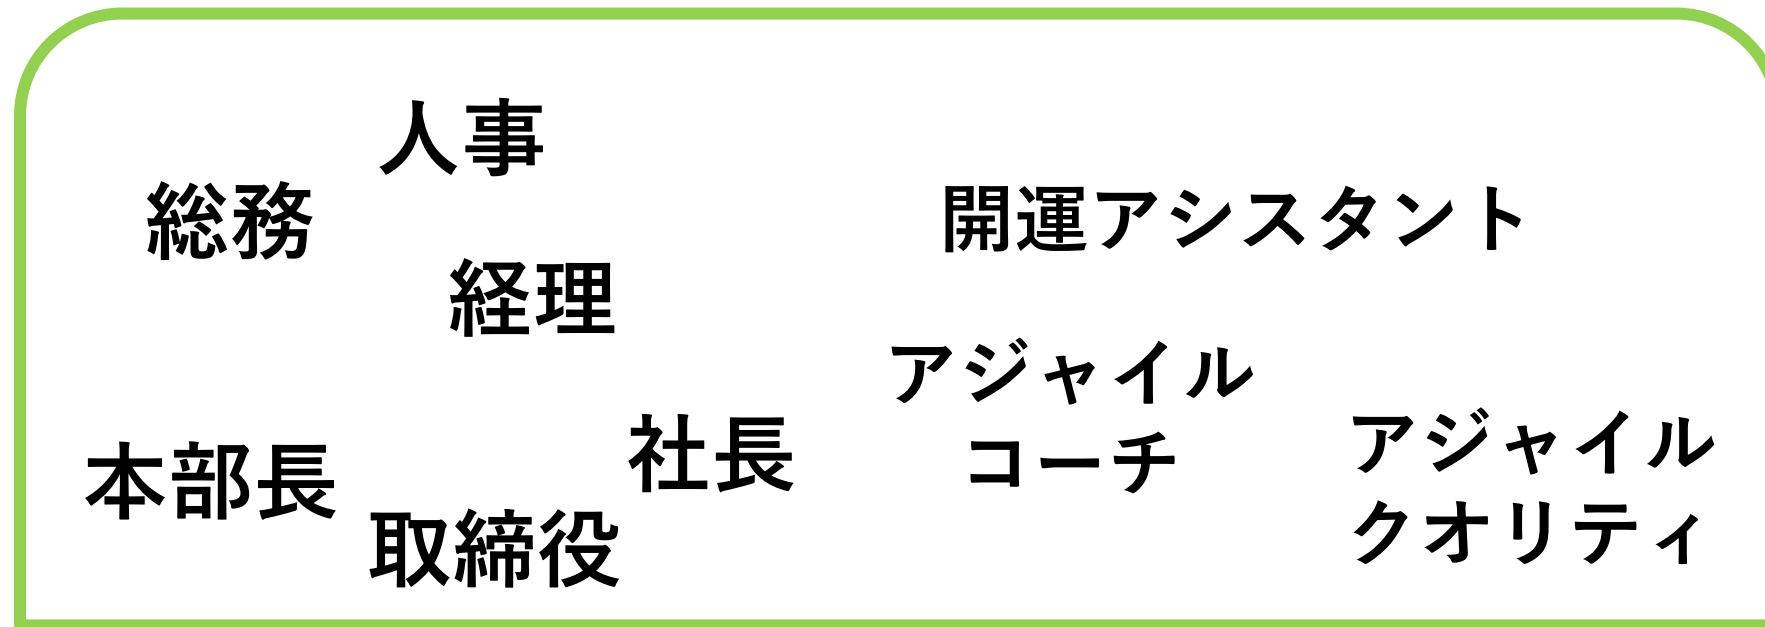 人事
総務
経理
開運アシスタント
アジャイル
コーチ
社長
本部長
取締役
アジャイル
クオリティ